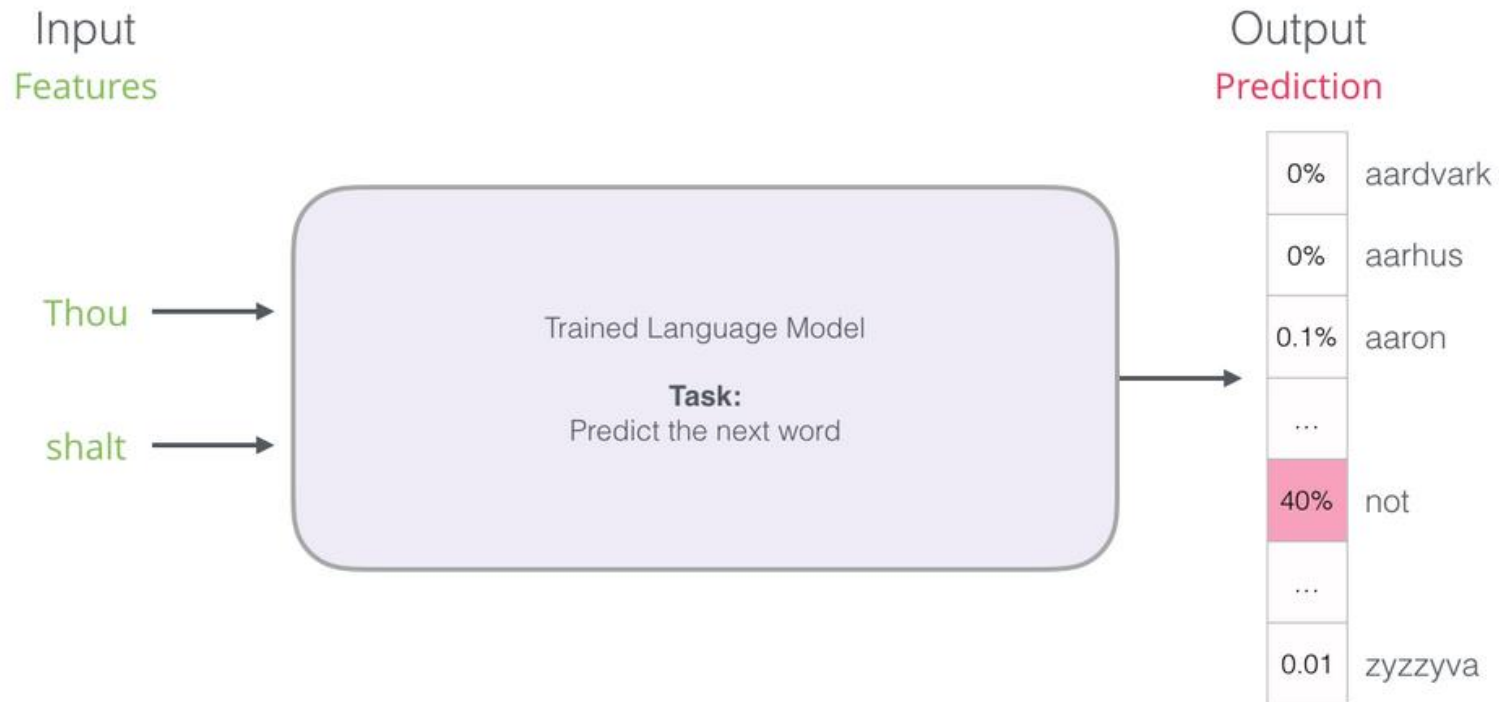 Input
Features
Thou
shalt
Trained Language Model
Task:
Predict the next word
Output
Prediction
0% aardvark
0% aarhus
0.1% aaron
...
40% not
...
0.01 zyzzyva